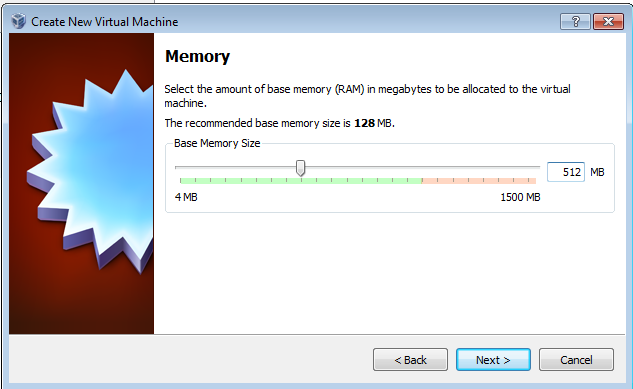 Create New Virtual Machine
?
Memory
Select the amount of base memory (RAM) in megabytes to be allocated to the virtual
machine.
The recommended base memory size is 128 MB.
Base Memory Size
512 MB
4 MB 1500 MB
< Back Next > Cancel